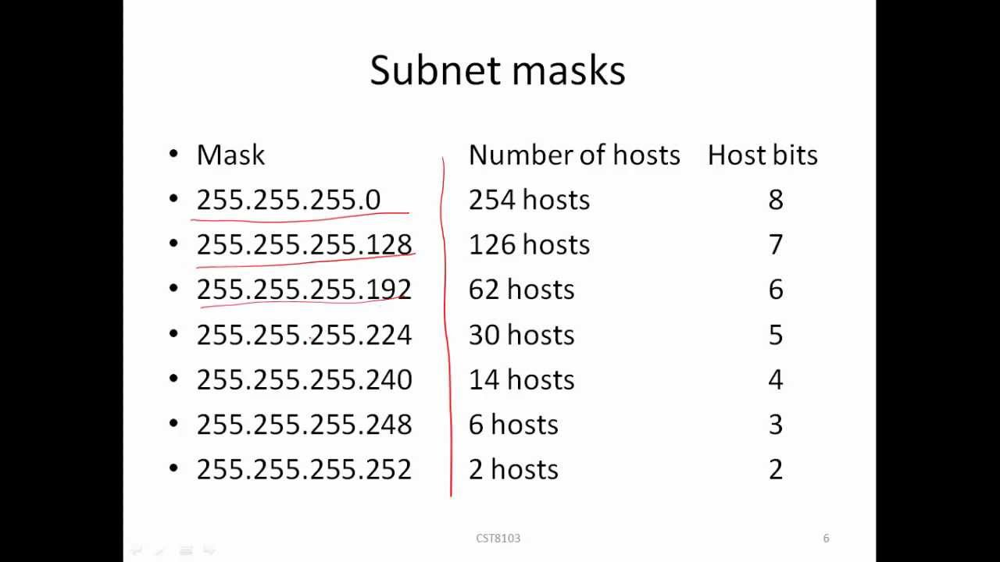 Subnet masks
• Mask Number of hosts Host bits
• 255.255.255.0 254 hosts 8
• 255.255.255.128 126 hosts 7
• 255.255.255.192 62 hosts 6
• 255.255.255.224 30 hosts 5
• 255.255.255.240 14 hosts 4
• 255.255.255.248 6 hosts 3
• 255.255.255.252 2 hosts 2
CST8103 6